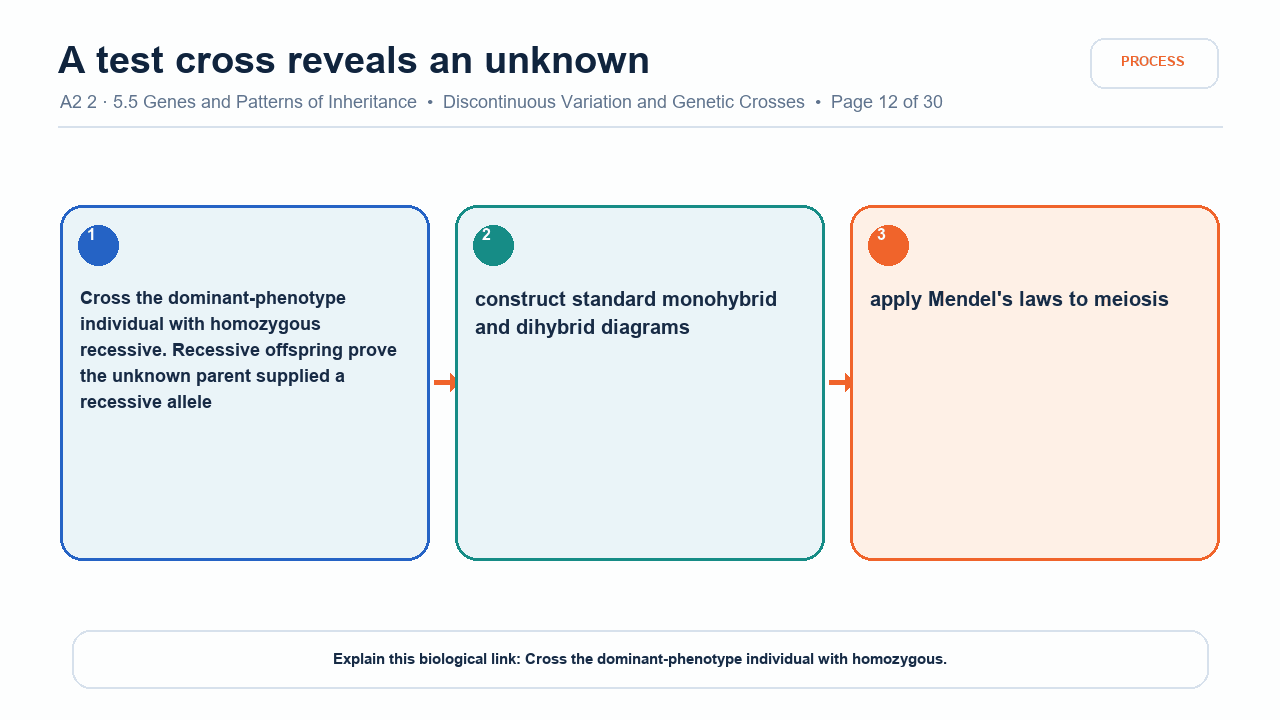 A test cross reveals an unknown
PROCESS
A2 2 · 5.5 Genes and Patterns of Inheritance • Discontinuous Variation and Genetic Crosses • Page 12 of 30
1
Cross the dominant-phenotype
individual with homozygous
recessive. Recessive offspring prove
the unknown parent supplied a
recessive allele
2
construct standard monohybrid
and dihybrid diagrams
3
apply Mendel's laws to meiosis
Explain this biological link: Cross the dominant-phenotype individual with homozygous.